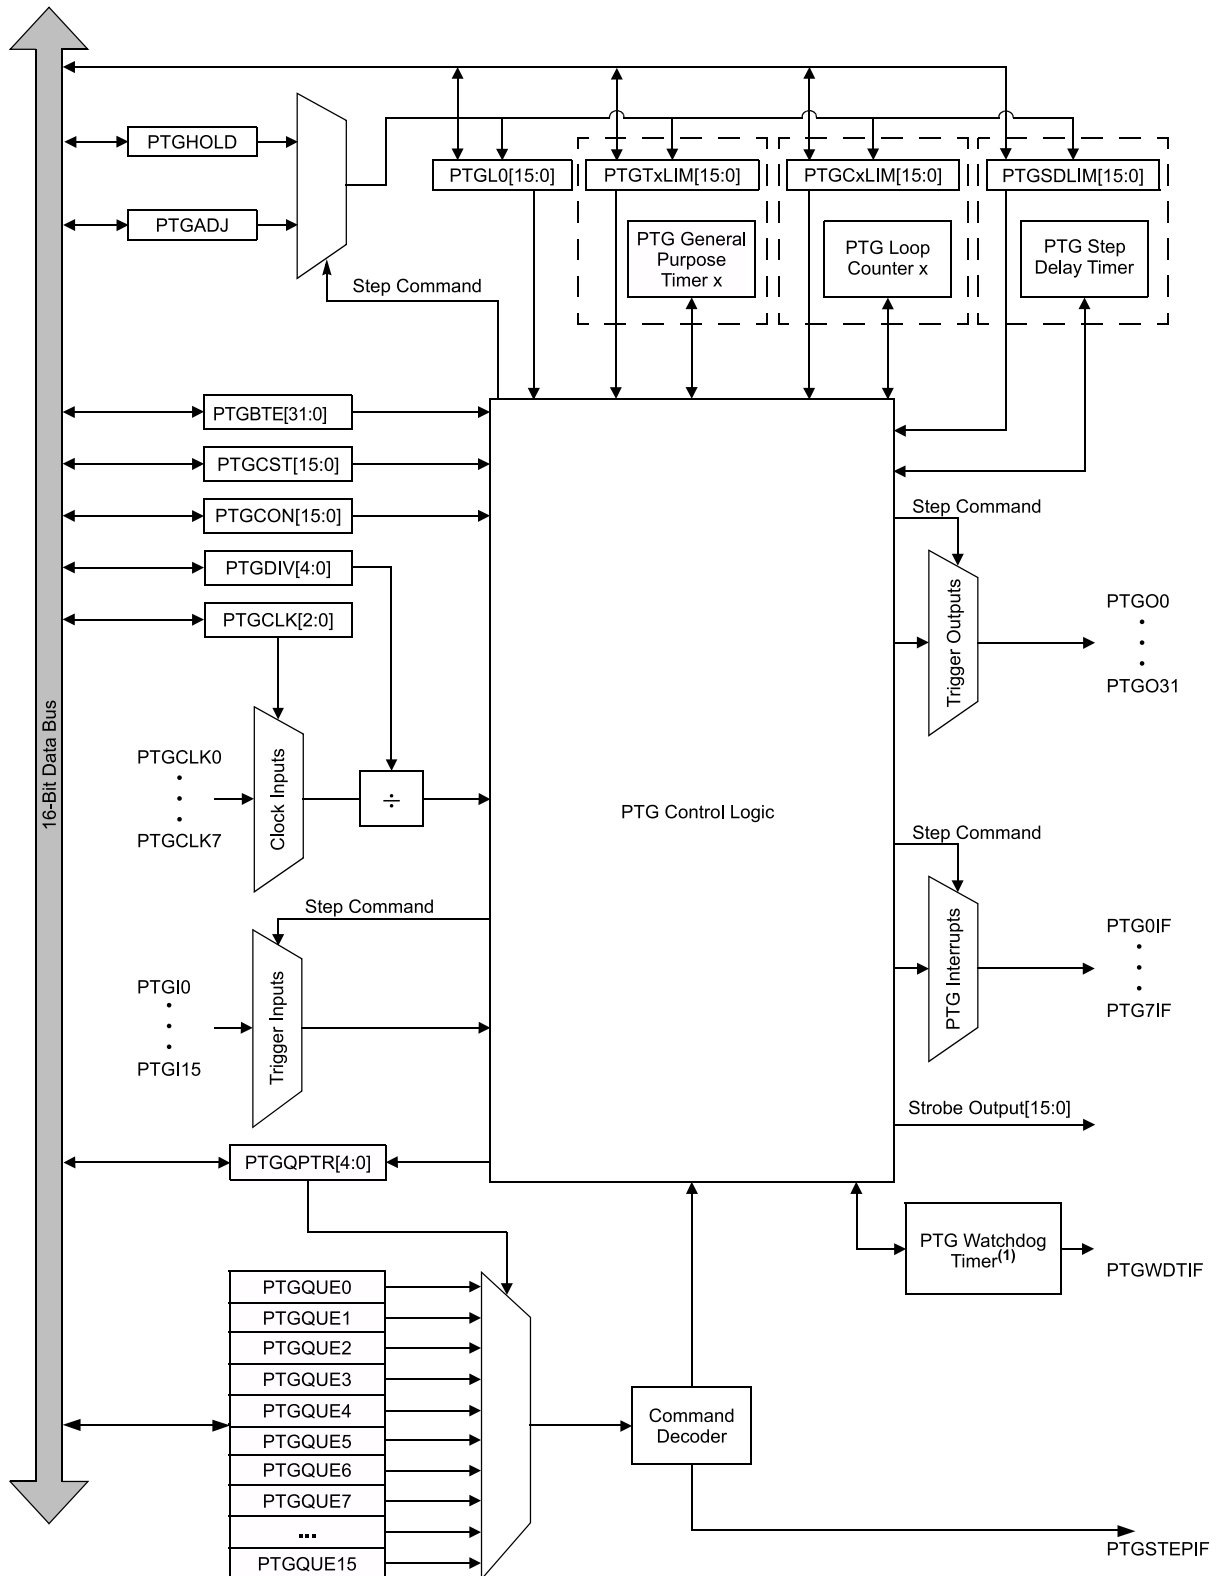 16-Bit Data Bus
PTGHOLD
PTGADJ
Step Command
PTGL0[15:0]
PTGTxLIM[15:0]
PTGCxLIM[15:0]
PTGSDLIM[15:0]
PTG General
Purpose
Timer x
PTG Loop
Counter x
PTG Step
Delay Timer
PTGBTE[31:0]
PTGCST[15:0]
PTGCON[15:0]
PTGDIV[4:0]
PTGCLK[2:0]
PTGCLK0
•
•
•
PTGCLK7
Clock Inputs
÷
PTG Control Logic
Step Command
Trigger Outputs
PTGO0
•
•
•
PTGO31
Step Command
PTG Interrupts
PTG0IF
•
•
•
PTG7IF
Step Command
PTGI0
•
•
•
PTGI15
Trigger Inputs
Strobe Output[15:0]
PTGQPTR[4:0]
PTG Watchdog
Timer(1)
PTGWDTIF
PTGQUE0
PTGQUE1
PTGQUE2
PTGQUE3
PTGQUE4
PTGQUE5
PTGQUE6
PTGQUE7
...
PTGQUE15
Command
Decoder
PTGSTEPIF